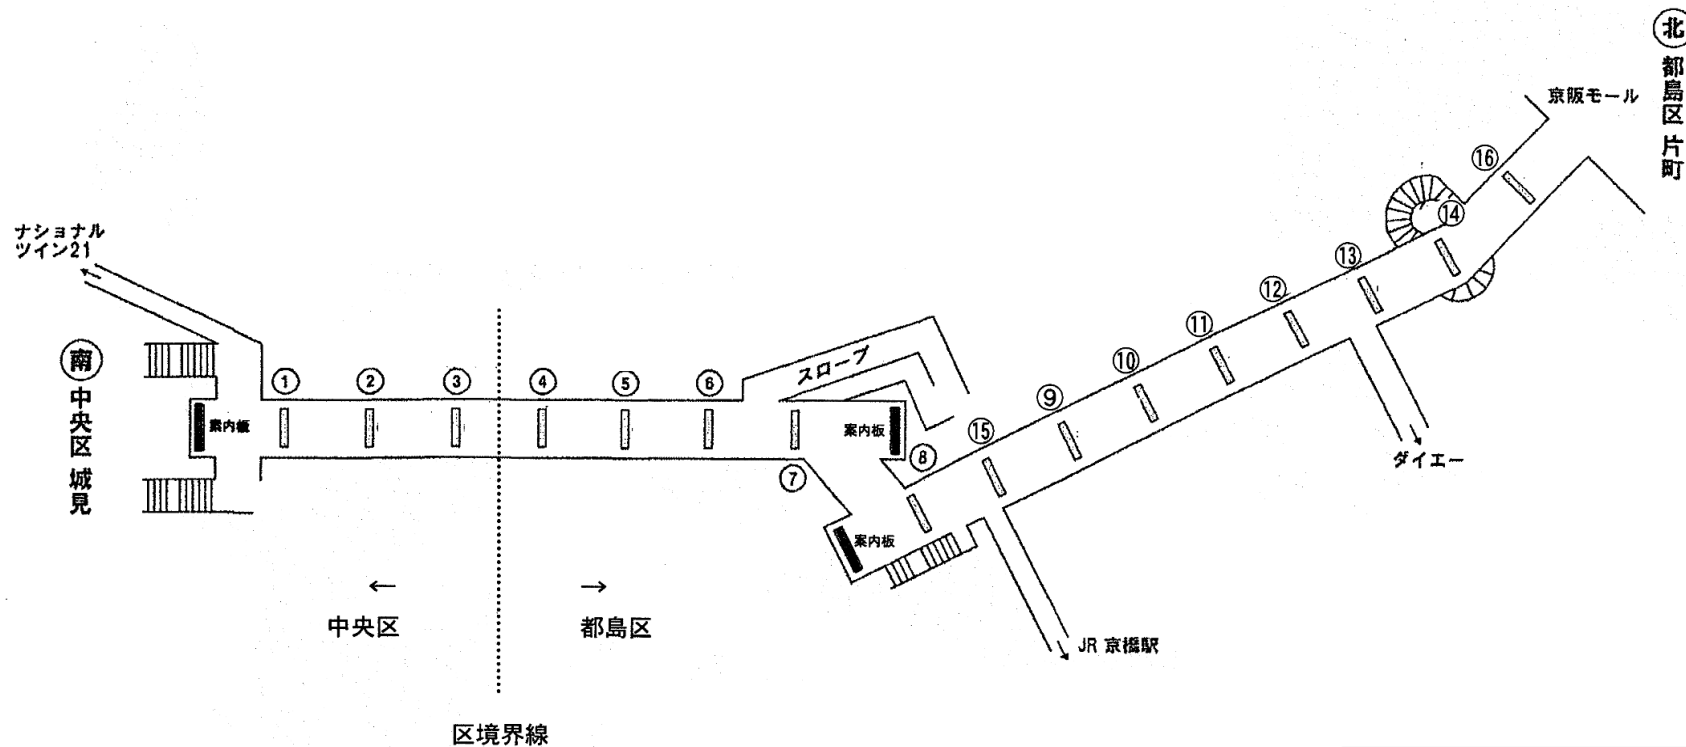 北
都島区 片町
京阪モール
ナショナル
ツイン21
南
中央区 城見
案内板
①
②
③
④
⑤
⑥
⑦
スロープ
案内板
案内板
⑧
⑮
⑨
⑩
⑪
⑫
⑬
⑭
⑯
ダイエー
JR 京橋駅
←
中央区
→
都島区
区境界線